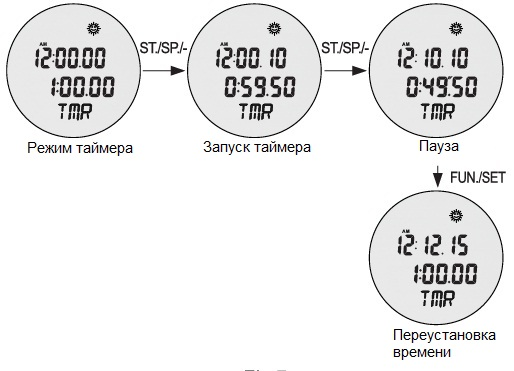 ST./SP./-
ST./SP./-
AM
12:00.00
1:00.00
TMR
AM
12:00.10
0:59.50
TMR
AM
12:10.10
0:49.50
TMR
Режим таймера
Запуск таймера
Пауза
FUN./SET
AM
12:12.15
1:00.00
TMR
Переустановка
времени